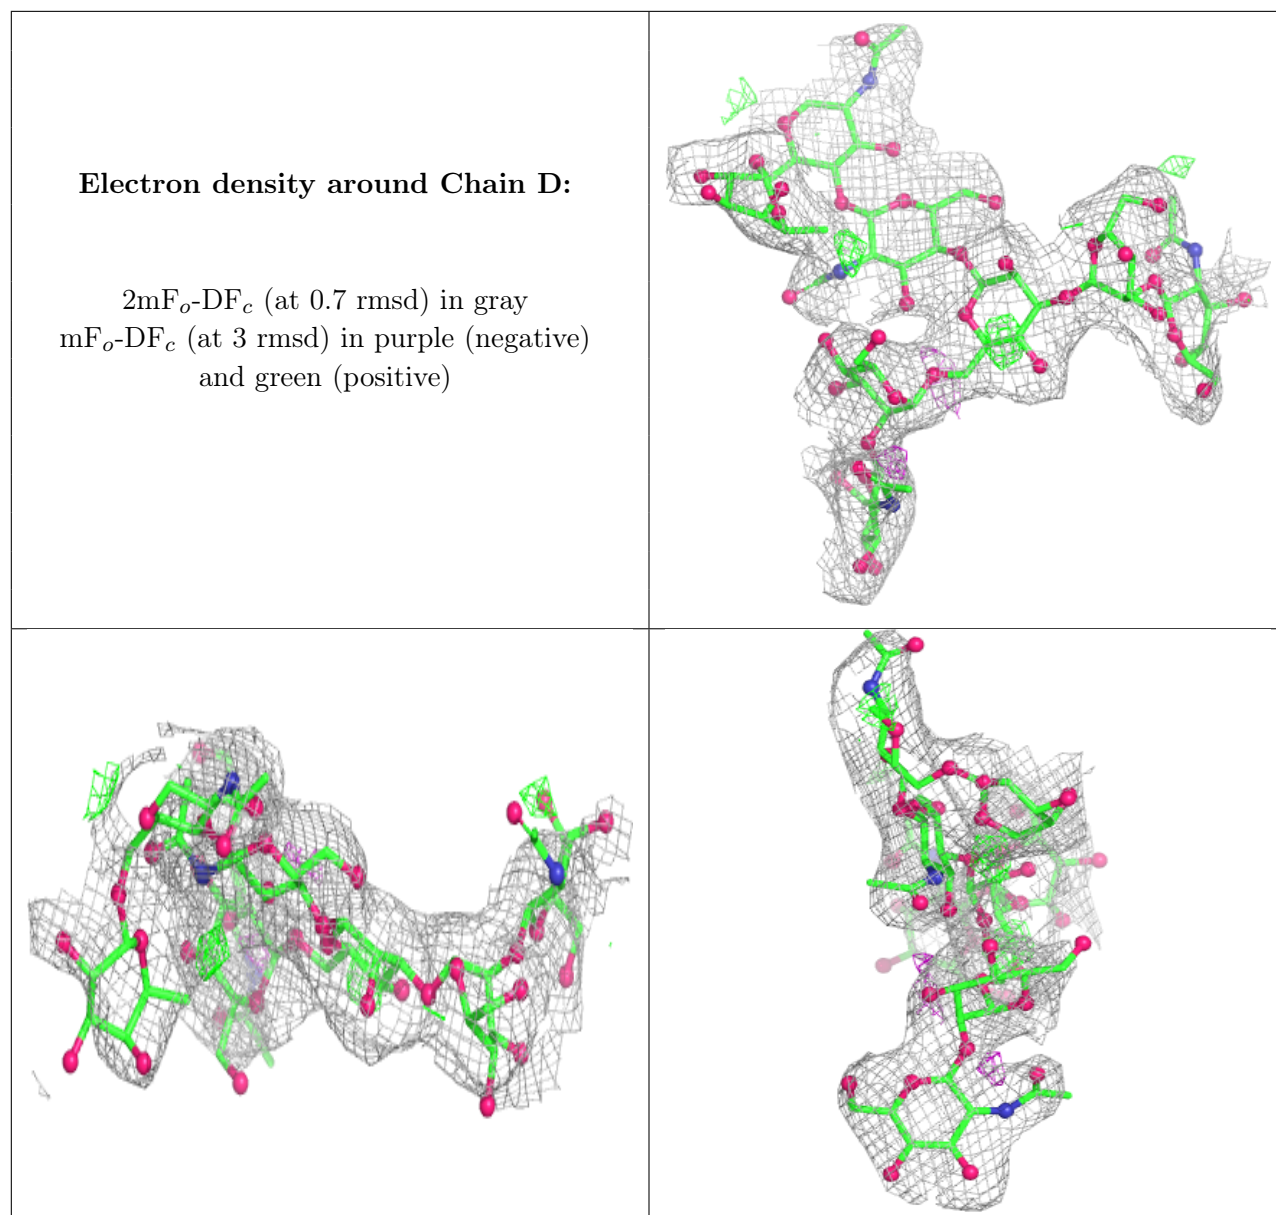 Electron density around Chain D:
2mFo-DFc (at 0.7 rmsd) in gray
mFo-DFc (at 3 rmsd) in purple (negative)
and green (positive)